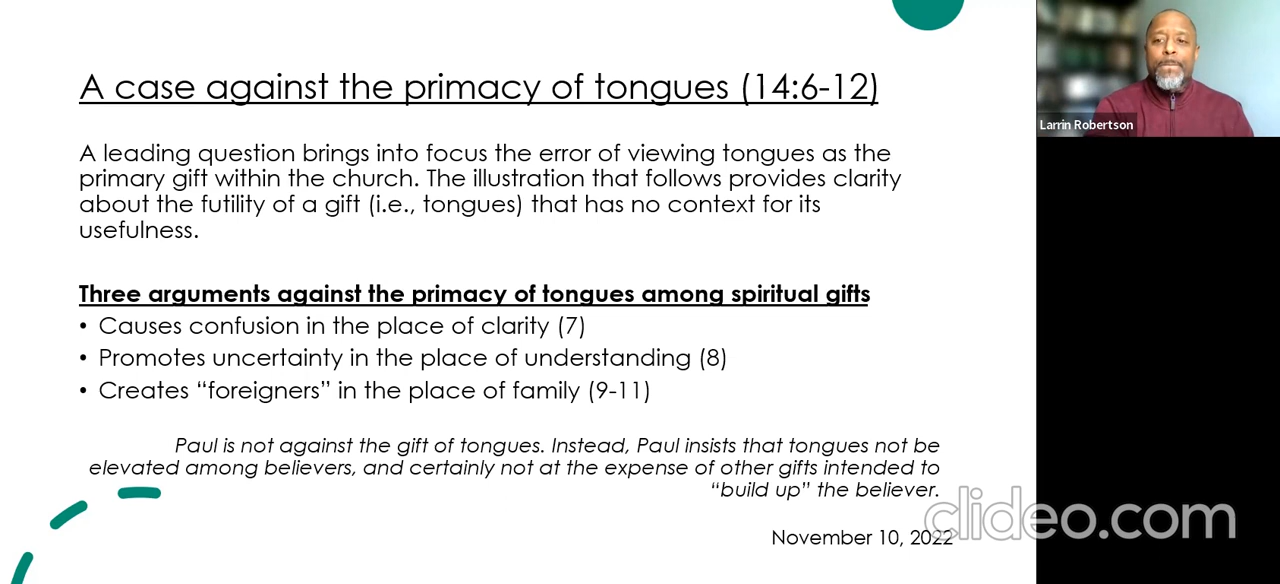 A case against the primacy of tongues (14:6-12)
A leading question brings into focus the error of viewing tongues as the
primary gift within the church. The illustration that follows provides clarity
about the futility of a gift (i.e., tongues) that has no context for its
usefulness.
Three arguments against the primacy of tongues among spiritual gifts
• Causes confusion in the place of clarity (7)
• Promotes uncertainty in the place of understanding (8)
• Creates “foreigners” in the place of family (9-11)
Paul is not against the gift of tongues. Instead, Paul insists that tongues not be
elevated among believers, and certainly not at the expense of other gifts intended to
“build up” the believer.
November 10, 2022
clideo.com
Larrin Robertson